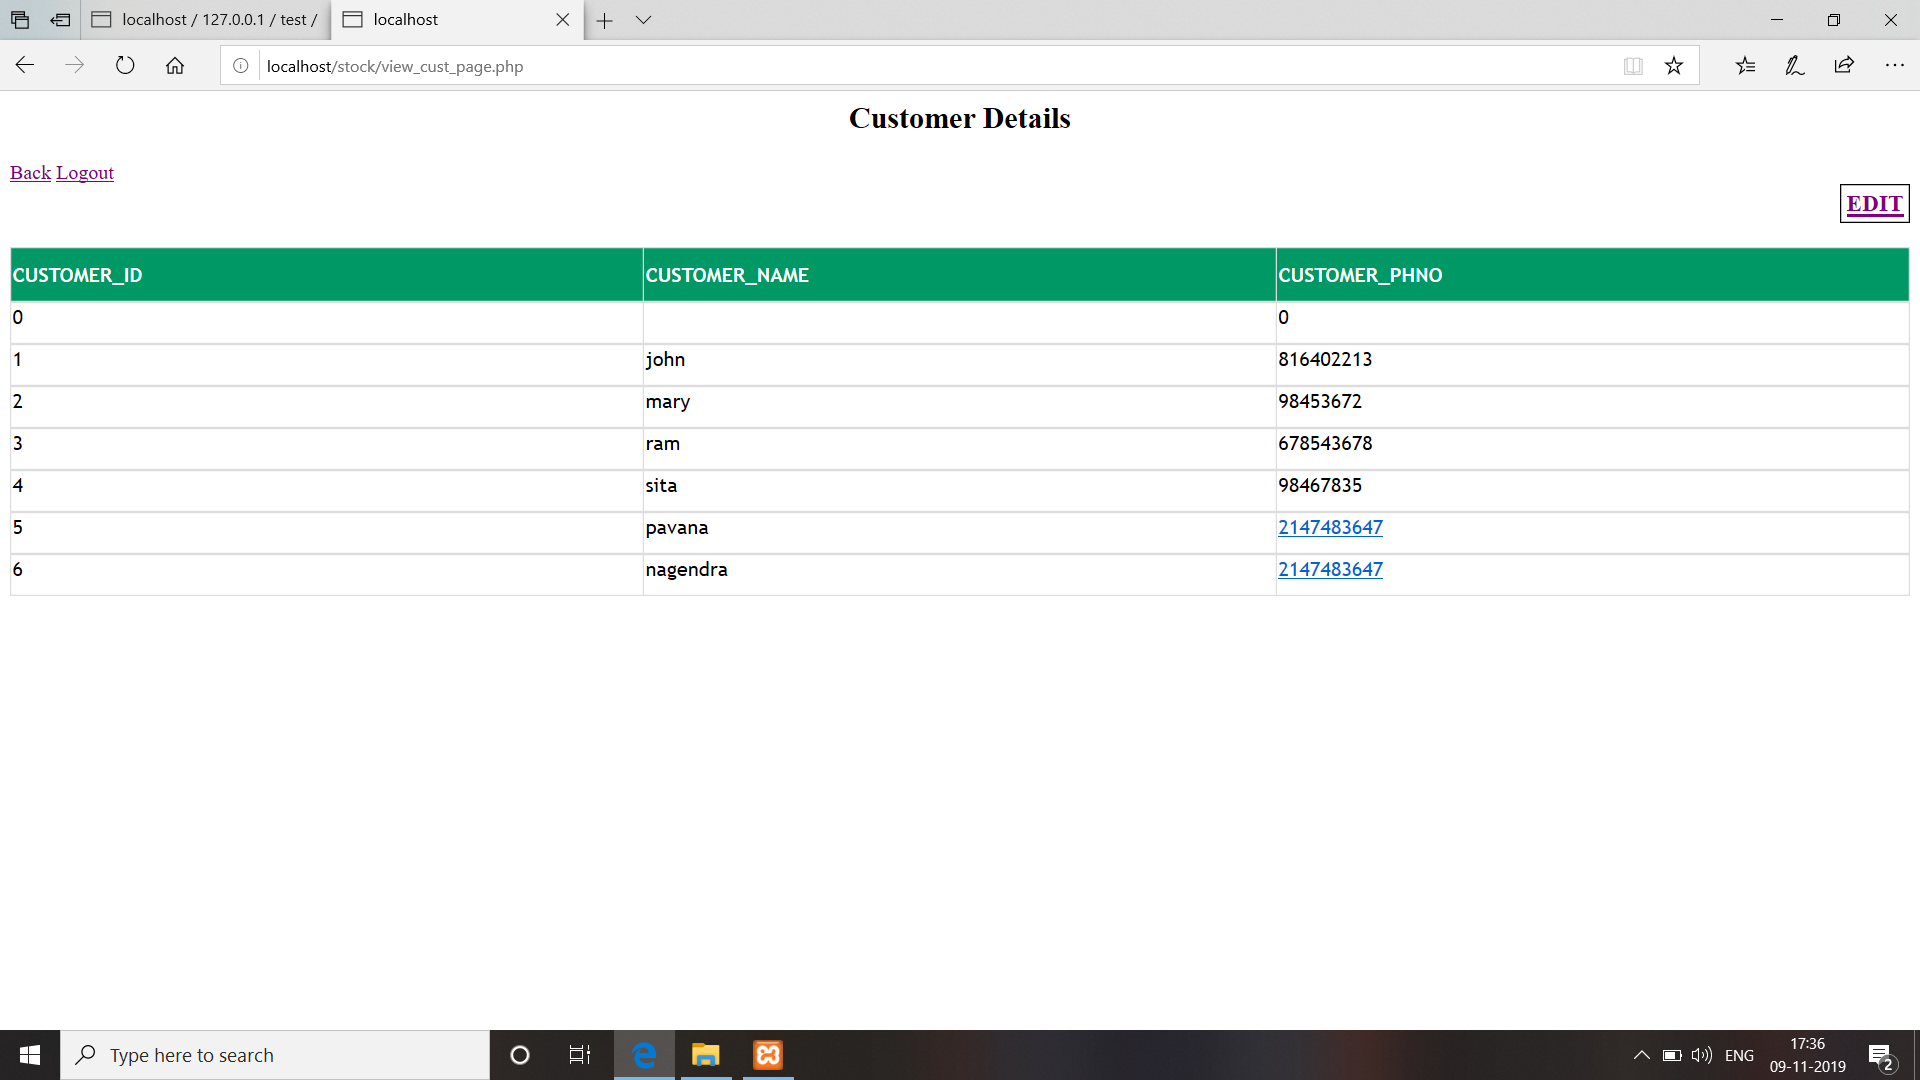 localhost / 127.0.0.1 / test /
localhost
localhost/stock/view_cust_page.php
Customer Details
Back Logout
EDIT
CUSTOMER_ID CUSTOMER_NAME CUSTOMER_PHNO
0 0
1 john 816402213
2 mary 98453672
3 ram 678543678
4 sita 98467835
5 pavana 2147483647
6 nagendra 2147483647
Type here to search
ENG
17:36
09-11-2019
2